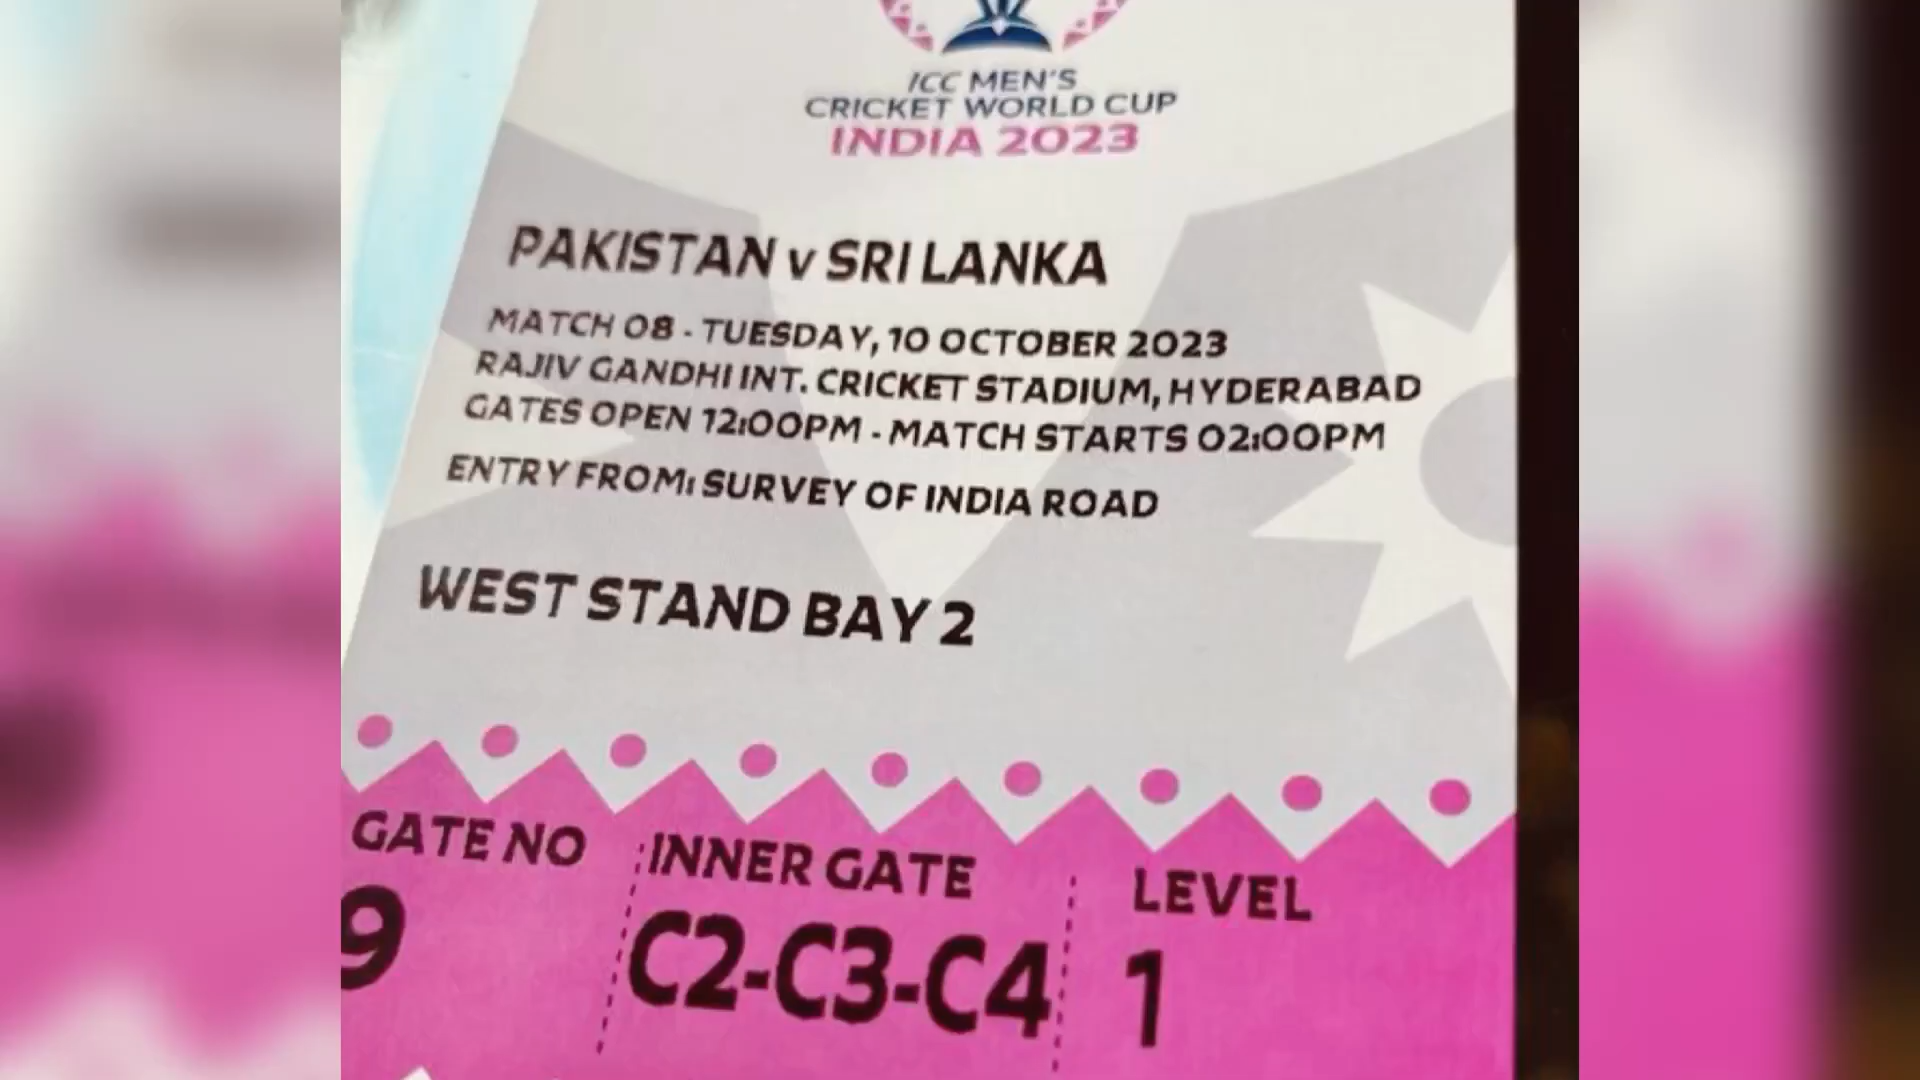 ICC MEN'S
CRICKET WORLD CUP
INDIA 2023
PAKISTAN v SRI LANKA
MATCH 08 - TUESDAY, 10 OCTOBER 2023
RAJIV GANDHI INT. CRICKET STADIUM, HYDERABAD
GATES OPEN 12:00PM - MATCH STARTS 02:00PM
ENTRY FROM: SURVEY OF INDIA ROAD
WEST STAND BAY 2
GATE NO INNER GATE LEVEL
9 C2-C3-C4 1